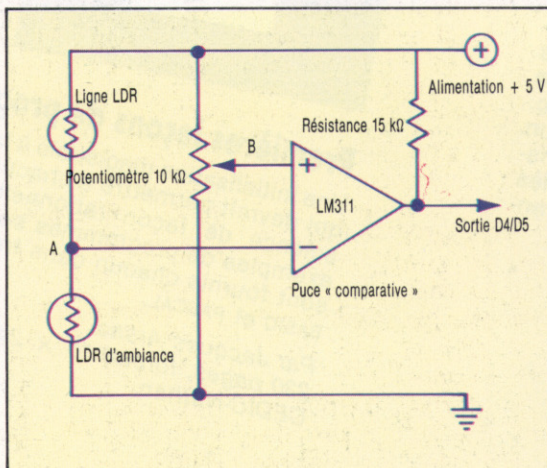 Ligne LDR
Alimentation + 5 V
Résistance 15 kΩ
Potentiomètre 10 kΩ
B
+
LM311
−
Sortie D4/D5
A
Puce « comparative »
LDR d'ambiance